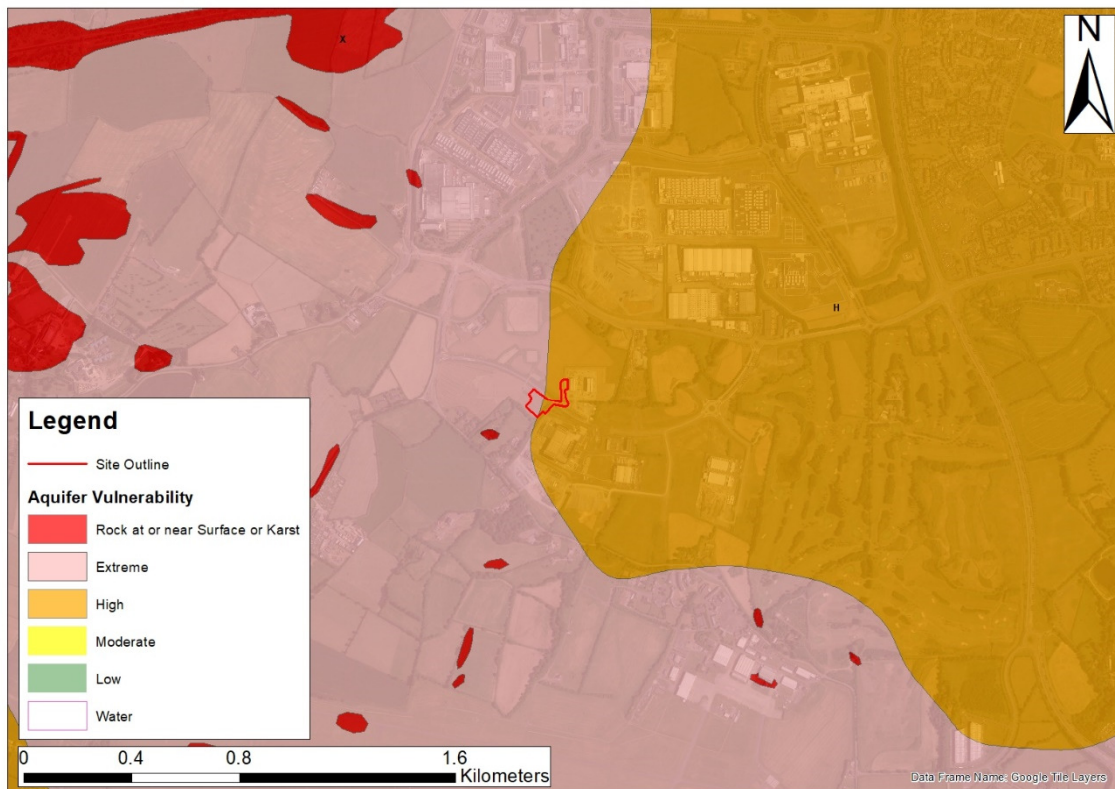 X
N
H
Legend
Site Outline
Aquifer Vulnerability
Rock at or near Surface or Karst
Extreme
High
Moderate
Low
Water
0 0.4 0.8 1.6
Kilometers
Data Frame Name: Google Tile Layers